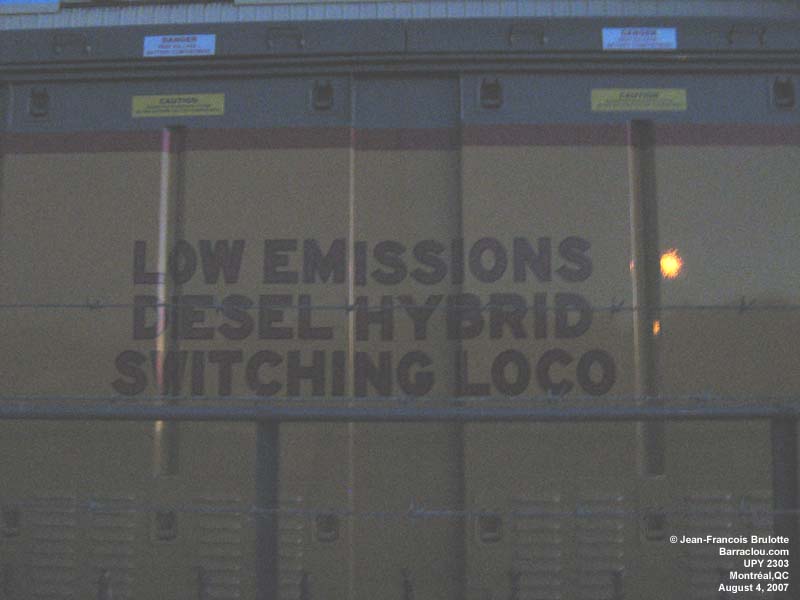 DANGER
DANGER
CAUTION
CAUTION
LOW EMISSIONS
DIESEL HYBRID
SWITCHING LOCO
© Jean-Francois Brulotte
Barraclou.com
UPY 2303
Montréal,QC
August 4, 2007